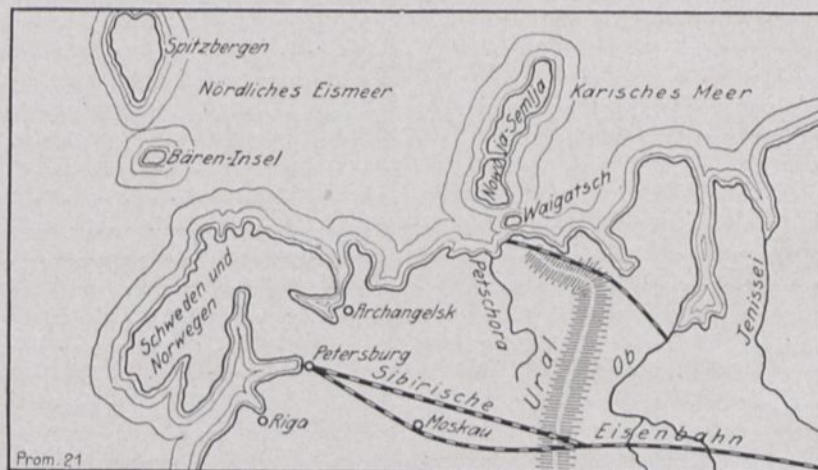 Spitzbergen
Nördliches Eismeer
Karisches Meer
Nowaja-Semlja
Bären-Insel
Waigatsch
Schweden und
Norwegen
Petschora
Jenissei
Archangelsk
Ural
Ob
Petersburg
Sibirische
Riga
Moskau
Eisenbahn
Prom. 21